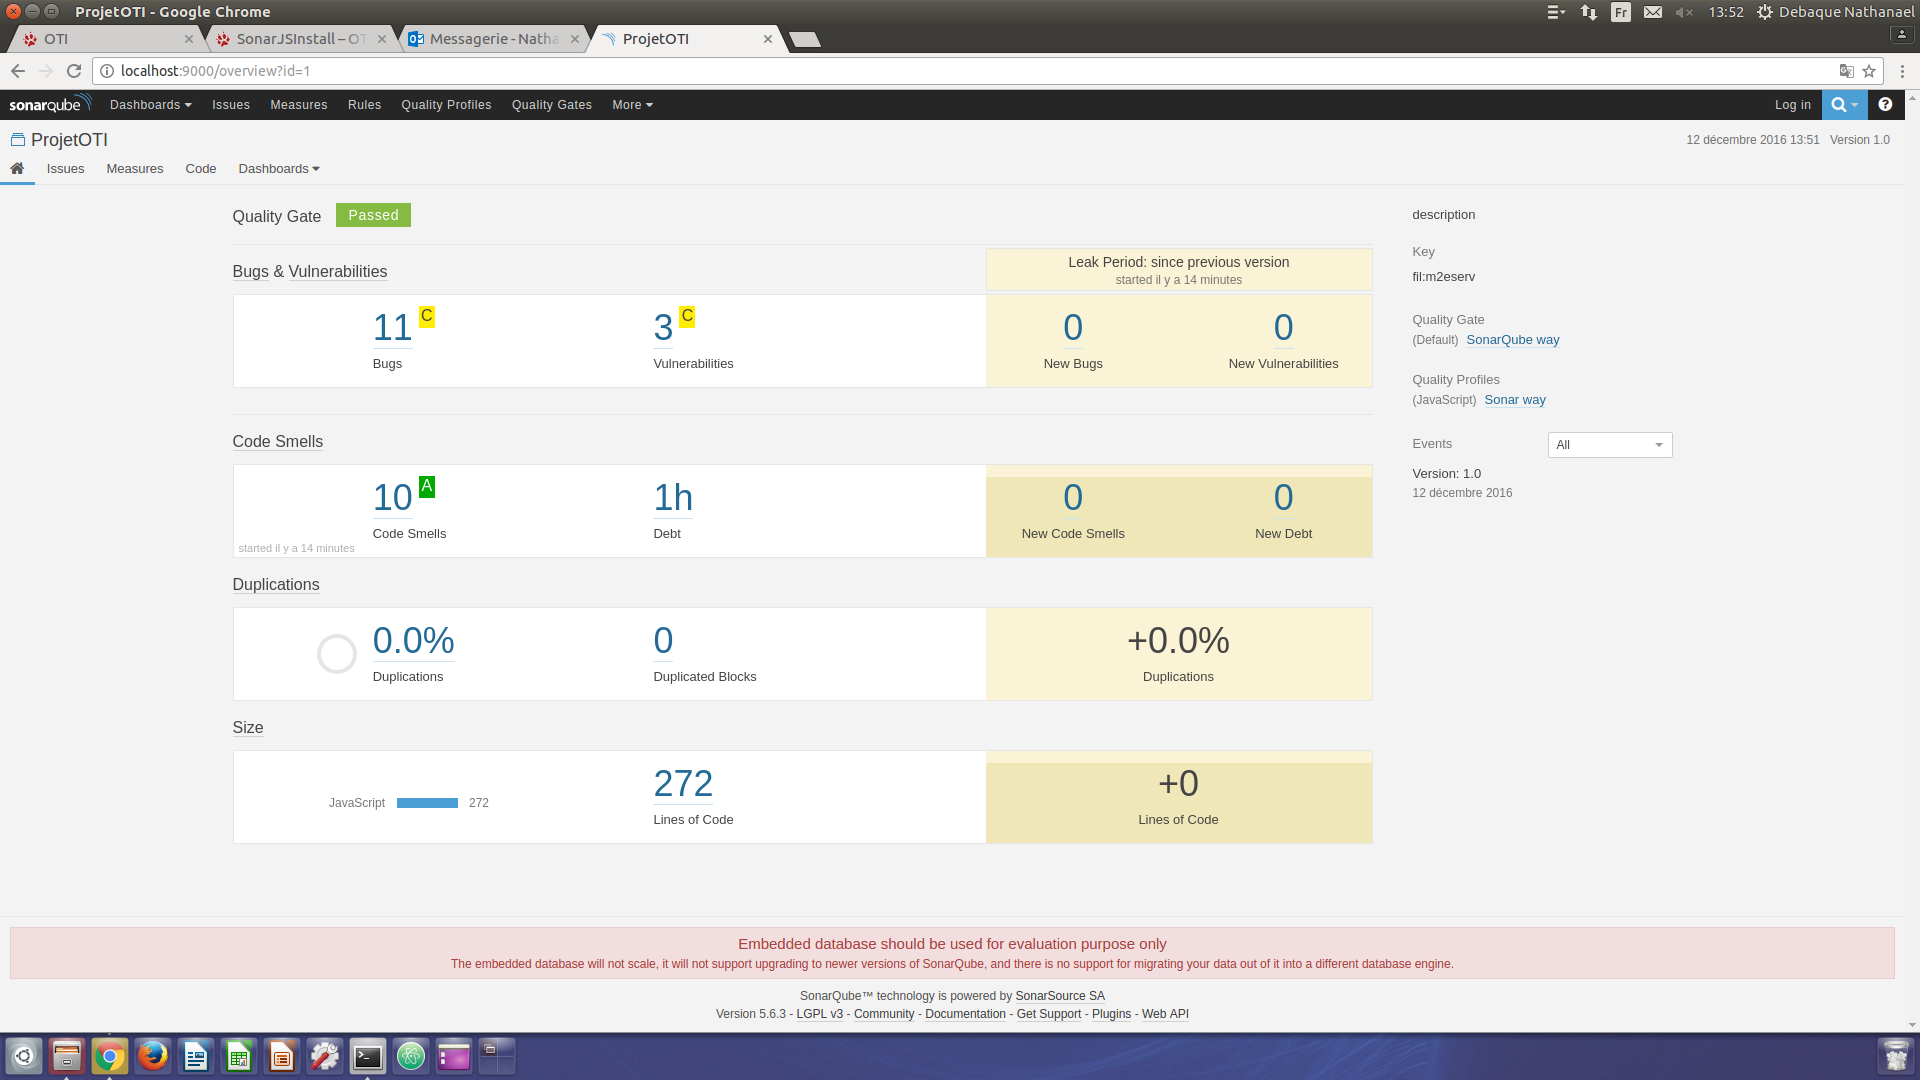 ProjetOTI - Google Chrome
Fr
13:52
Debaque Nathanael
OTI
SonarJSInstall – OT
Messagerie - Natha
ProjetOTI
localhost:9000/overview?id=1
sonarqube
Dashboards
Issues
Measures
Rules
Quality Profiles
Quality Gates
More
Log in
ProjetOTI
12 décembre 2016 13:51
Version 1.0
Issues
Measures
Code
Dashboards
Quality Gate
Passed
Bugs & Vulnerabilities
Leak Period: since previous version
started il y a 14 minutes
11 C
Bugs
3 C
Vulnerabilities
0
New Bugs
0
New Vulnerabilities
Code Smells
10 A
Code Smells
started il y a 14 minutes
1h
Debt
0
New Code Smells
0
New Debt
Duplications
0.0%
Duplications
0
Duplicated Blocks
+0.0%
Duplications
Size
JavaScript
272
272
Lines of Code
+0
Lines of Code
description
Key
fil:m2eserv
Quality Gate
(Default) SonarQube way
Quality Profiles
(JavaScript) Sonar way
Events
All
Version: 1.0
12 décembre 2016
Embedded database should be used for evaluation purpose only
The embedded database will not scale, it will not support upgrading to newer versions of SonarQube, and there is no support for migrating your data out of it into a different database engine.
SonarQube™ technology is powered by SonarSource SA
Version 5.6.3 - LGPL v3 - Community - Documentation - Get Support - Plugins - Web API